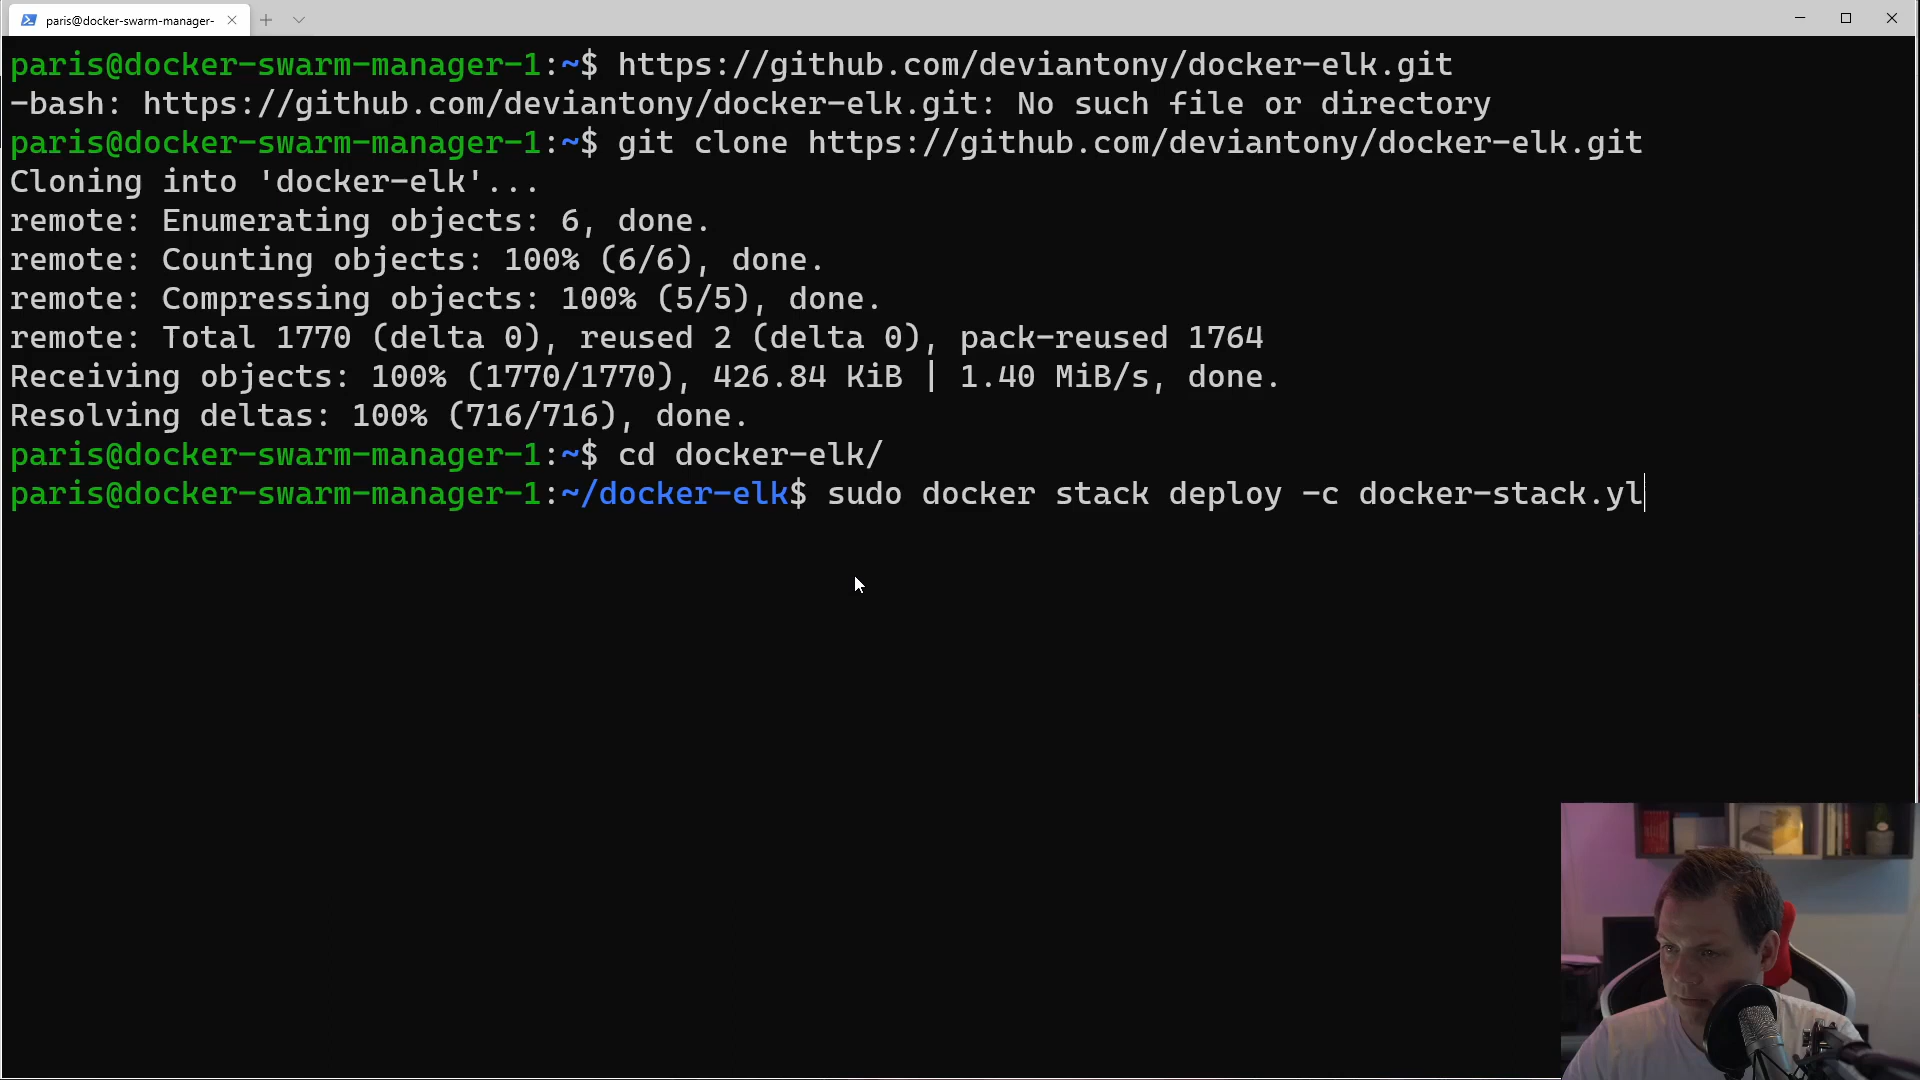 paris@docker-swarm-manager-
paris@docker-swarm-manager-1:~$ https://github.com/deviantony/docker-elk.git
-bash: https://github.com/deviantony/docker-elk.git: No such file or directory
paris@docker-swarm-manager-1:~$ git clone https://github.com/deviantony/docker-elk.git
Cloning into 'docker-elk'...
remote: Enumerating objects: 6, done.
remote: Counting objects: 100% (6/6), done.
remote: Compressing objects: 100% (5/5), done.
remote: Total 1770 (delta 0), reused 2 (delta 0), pack-reused 1764
Receiving objects: 100% (1770/1770), 426.84 KiB | 1.40 MiB/s, done.
Resolving deltas: 100% (716/716), done.
paris@docker-swarm-manager-1:~$ cd docker-elk/
paris@docker-swarm-manager-1:~/docker-elk$ sudo docker stack deploy -c docker-stack.yl